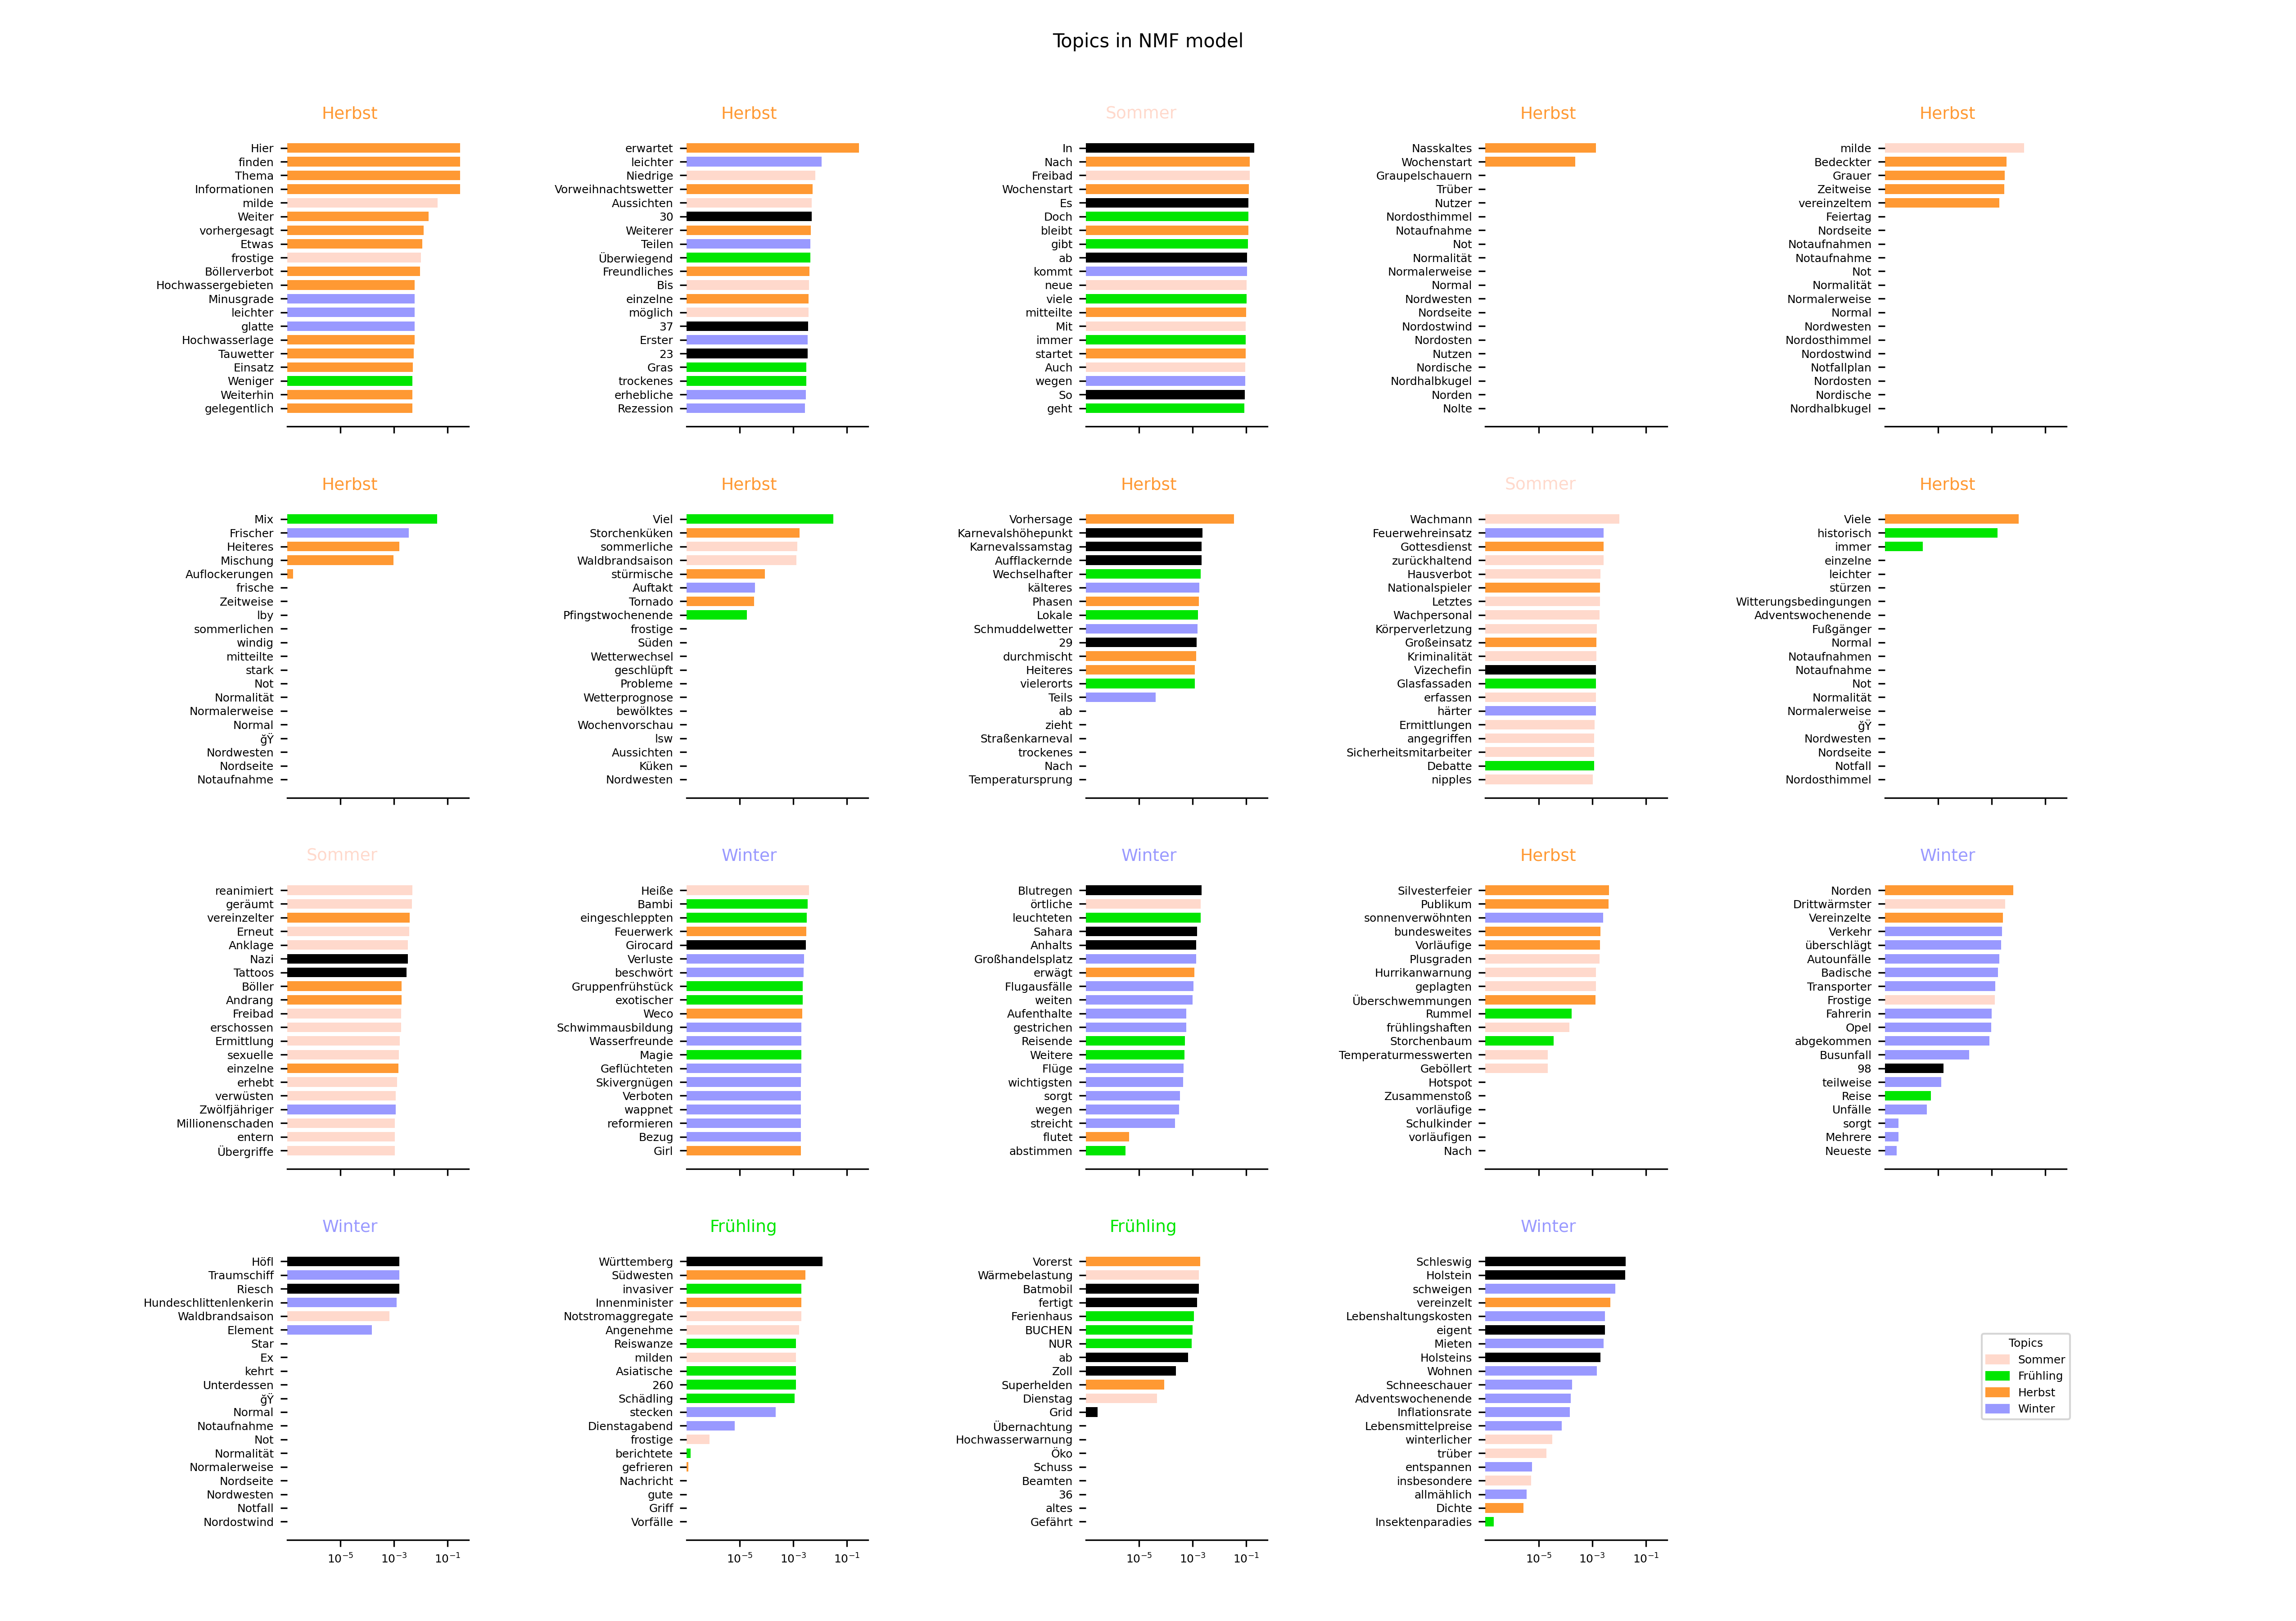 Topics in NMF model
Herbst
Hier
finden
Thema
Informationen
milde
Weiter
vorhergesagt
Etwas
frostige
Böllerverbot
Hochwassergebieten
Minusgrade
leichter
glatte
Hochwasserlage
Tauwetter
Einsatz
Weniger
Weiterhin
gelegentlich
Herbst
erwartet
leichter
Niedrige
Vorweihnachtswetter
Aussichten
30
Weiterer
Teilen
Überwiegend
Freundliches
Bis
einzelne
möglich
37
Erster
23
Gras
trockenes
erhebliche
Rezession
Sommer
In
Nach
Freibad
Wochenstart
Es
Doch
bleibt
gibt
ab
kommt
neue
viele
mitteilte
Mit
immer
startet
Auch
wegen
So
geht
Herbst
Nasskaltes
Wochenstart
Graupelschauern
Trüber
Nutzer
Nordosthimmel
Notaufnahme
Not
Normalität
Normalerweise
Normal
Nordwesten
Nordseite
Nordostwind
Nordosten
Nutzen
Nordische
Nordhalbkugel
Norden
Nolte
Herbst
milde
Bedeckter
Grauer
Zeitweise
vereinzeltem
Feiertag
Nordseite
Notaufnahmen
Notaufnahme
Not
Normalität
Normalerweise
Normal
Nordwesten
Nordosthimmel
Nordostwind
Notfallplan
Nordosten
Nordische
Nordhalbkugel
Herbst
Mix
Frischer
Heiteres
Mischung
Auflockerungen
frische
Zeitweise
lby
sommerlichen
windig
mitteilte
stark
Not
Normalität
Normalerweise
Normal
ğŸ
Nordwesten
Nordseite
Notaufnahme
Herbst
Viel
Storchenküken
sommerliche
Waldbrandsaison
stürmische
Auftakt
Tornado
Pfingstwochenende
frostige
Süden
Wetterwechsel
geschlüpft
Probleme
Wetterprognose
bewölktes
Wochenvorschau
lsw
Aussichten
Küken
Nordwesten
Herbst
Vorhersage
Karnevalshöhepunkt
Karnevalssamstag
Aufflackernde
Wechselhafter
kälteres
Phasen
Lokale
Schmuddelwetter
29
durchmischt
Heiteres
vielerorts
Teils
ab
zieht
Straßenkarneval
trockenes
Nach
Temperatursprung
Sommer
Wachmann
Feuerwehreinsatz
Gottesdienst
zurückhaltend
Hausverbot
Nationalspieler
Letztes
Wachpersonal
Körperverletzung
Großeinsatz
Kriminalität
Vizechefin
Glasfassaden
erfassen
härter
Ermittlungen
angegriffen
Sicherheitsmitarbeiter
Debatte
nipples
Herbst
Viele
historisch
immer
einzelne
leichter
stürzen
Witterungsbedingungen
Adventswochenende
Fußgänger
Normal
Notaufnahmen
Notaufnahme
Not
Normalität
Normalerweise
ğŸ
Nordwesten
Nordseite
Notfall
Nordosthimmel
Sommer
reanimiert
geräumt
vereinzelter
Erneut
Anklage
Nazi
Tattoos
Böller
Andrang
Freibad
erschossen
Ermittlung
sexuelle
einzelne
erhebt
verwüsten
Zwölfjähriger
Millionenschaden
entern
Übergriffe
Winter
Heiße
Bambi
eingeschleppten
Feuerwerk
Girocard
Verluste
beschwört
Gruppenfrühstück
exotischer
Weco
Schwimmausbildung
Wasserfreunde
Magie
Geflüchteten
Skivergnügen
Verboten
wappnet
reformieren
Bezug
Girl
Winter
Blutregen
örtliche
leuchteten
Sahara
Anhalts
Großhandelsplatz
erwägt
Flugausfälle
weiten
Aufenthalte
gestrichen
Reisende
Weitere
Flüge
wichtigsten
sorgt
wegen
streicht
flutet
abstimmen
Herbst
Silvesterfeier
Publikum
sonnenverwöhnten
bundesweites
Vorläufige
Plusgraden
Hurrikanwarnung
geplagten
Überschwemmungen
Rummel
frühlingshaften
Storchenbaum
Temperaturmesswerten
Geböllert
Hotspot
Zusammenstoß
vorläufige
Schulkinder
vorläufigen
Nach
Winter
Norden
Drittwärmster
Vereinzelte
Verkehr
überschlägt
Autounfälle
Badische
Transporter
Frostige
Fahrerin
Opel
abgekommen
Busunfall
98
teilweise
Reise
Unfälle
sorgt
Mehrere
Neueste
Winter
Höfl
Traumschiff
Riesch
Hundeschlittenlenkerin
Waldbrandsaison
Element
Star
Ex
kehrt
Unterdessen
ğŸ
Normal
Notaufnahme
Not
Normalität
Normalerweise
Nordseite
Nordwesten
Notfall
Nordostwind
10⁻⁵ 10⁻³ 10⁻¹
Frühling
Württemberg
Südwesten
invasiver
Innenminister
Notstromaggregate
Angenehme
Reiswanze
milden
Asiatische
260
Schädling
stecken
Dienstagabend
frostige
berichtete
gefrieren
Nachricht
gute
Griff
Vorfälle
10⁻⁵ 10⁻³ 10⁻¹
Frühling
Vorerst
Wärmebelastung
Batmobil
fertigt
Ferienhaus
BUCHEN
NUR
ab
Zoll
Superhelden
Dienstag
Grid
Übernachtung
Hochwasserwarnung
Öko
Schuss
Beamten
36
altes
Gefährt
10⁻⁵ 10⁻³ 10⁻¹
Winter
Schleswig
Holstein
schweigen
vereinzelt
Lebenshaltungskosten
eigent
Mieten
Holsteins
Wohnen
Schneeschauer
Adventswochenende
Inflationsrate
Lebensmittelpreise
winterlicher
trüber
entspannen
insbesondere
allmählich
Dichte
Insektenparadies
10⁻⁵ 10⁻³ 10⁻¹
Topics
Sommer
Frühling
Herbst
Winter